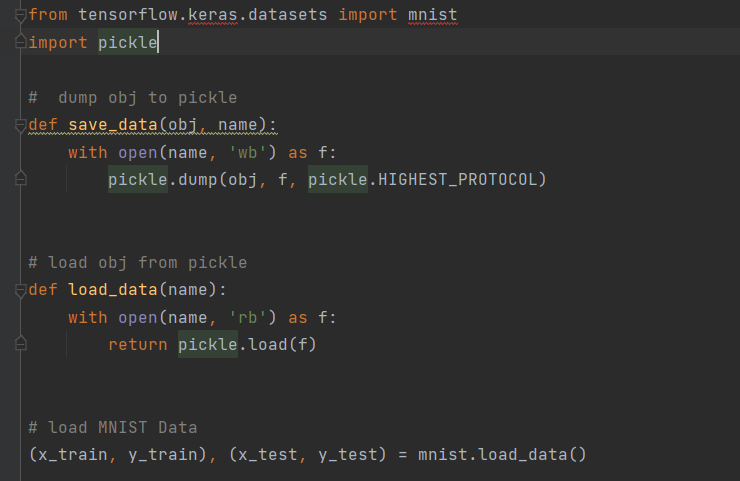 from tensorflow.keras.datasets import mnist
import pickle
#  dump obj to pickle
def save_data(obj, name):
    with open(name, 'wb') as f:
        pickle.dump(obj, f, pickle.HIGHEST_PROTOCOL)
# load obj from pickle
def load_data(name):
    with open(name, 'rb') as f:
        return pickle.load(f)
# load MNIST Data
(x_train, y_train), (x_test, y_test) = mnist.load_data()